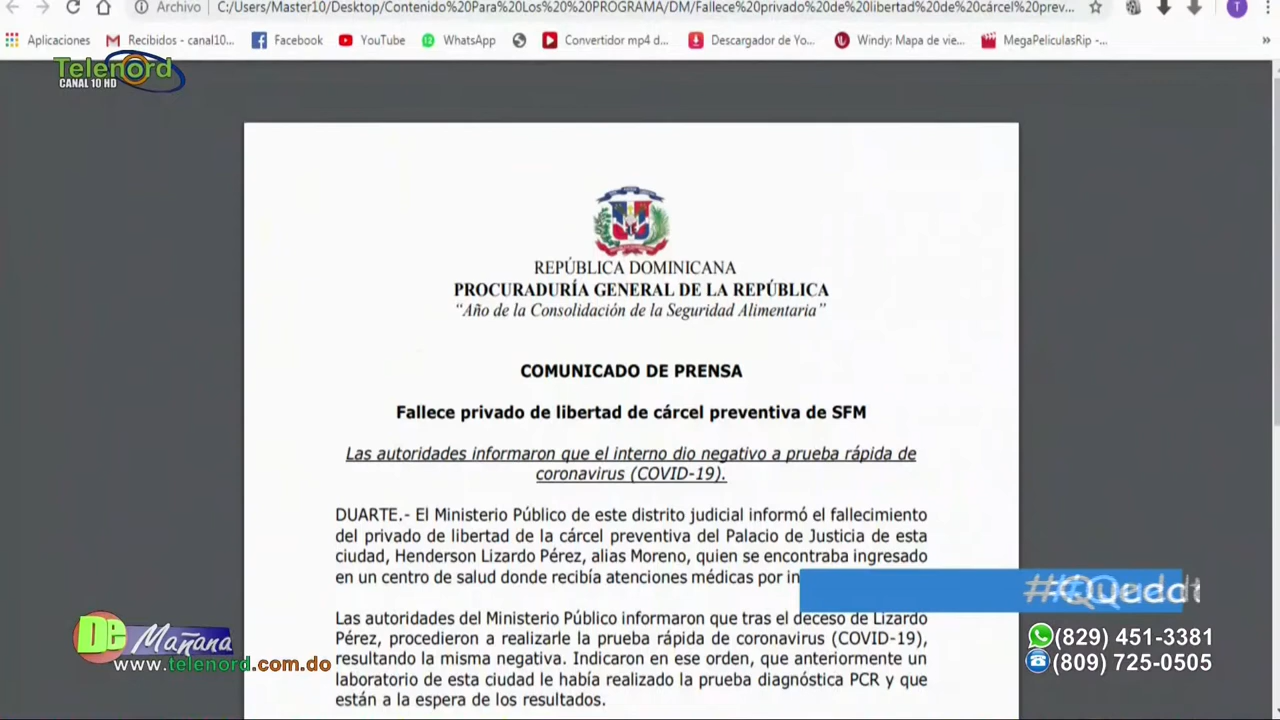 Archivo
C:/Users/Master10/Desktop/Contenido%20Para%20Los%20%20PROGRAMA/DM/Fallece%20privado%20de%20libertad%20de%20cárcel%20prev...
T
Aplicaciones
Recibidos - canal10...
Facebook
YouTube
WhatsApp
Convertidor mp4 d...
Descargador de Yo...
Windy: Mapa de vie...
MegaPeliculasRip -...
»
Telenord
CANAL 10 HD
REPÚBLICA DOMINICANA
PROCURADURÍA GENERAL DE LA REPÚBLICA
“Año de la Consolidación de la Seguridad Alimentaria”
COMUNICADO DE PRENSA
Fallece privado de libertad de cárcel preventiva de SFM
Las autoridades informaron que el interno dio negativo a prueba rápida de
coronavirus (COVID-19).
DUARTE.- El Ministerio Público de este distrito judicial informó el fallecimiento
del privado de libertad de la cárcel preventiva del Palacio de Justicia de esta
ciudad, Henderson Lizardo Pérez, alias Moreno, quien se encontraba ingresado
en un centro de salud donde recibía atenciones médicas por in
Las autoridades del Ministerio Público informaron que tras el deceso de Lizardo
Pérez, procedieron a realizarle la prueba rápida de coronavirus (COVID-19),
resultando la misma negativa. Indicaron en ese orden, que anteriormente un
laboratorio de esta ciudad le había realizado la prueba diagnóstica PCR y que
están a la espera de los resultados.
De Mañana
www.telenord.com.do
(829) 451-3381
(809) 725-0505